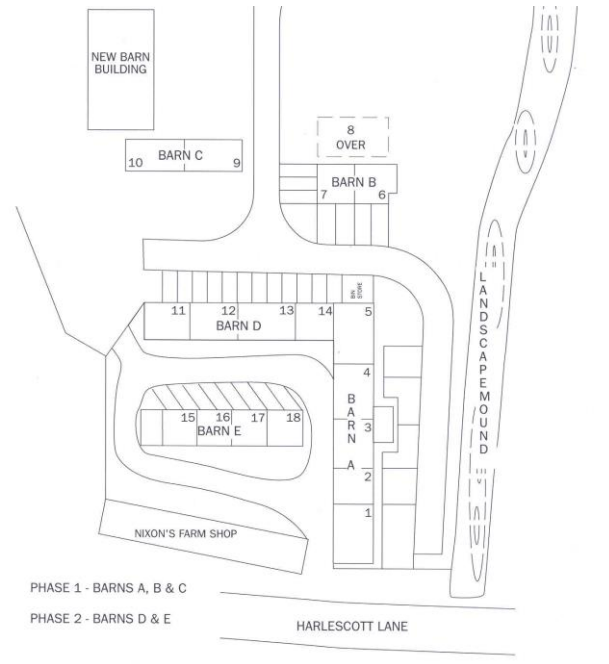 NEW BARN
BUILDING
8
OVER
10 BARN C 9
BARN B
7 6
BIN
STORE
11 12 13 14 5
BARN D
4
BARN A
3
2
1
15 16 17 18
BARN E
LANDSCAPEMOUND
NIXON'S FARM SHOP
PHASE 1 - BARNS A, B & C
PHASE 2 - BARNS D & E
HARLESCOTT LANE